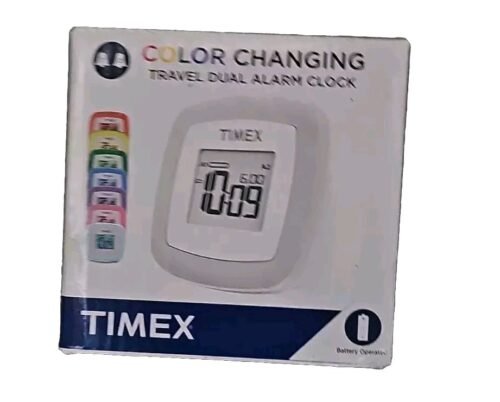 COLOR CHANGING
TRAVEL DUAL ALARM CLOCK
TIMEX
6:00
10:09
TIMEX
Battery Operated